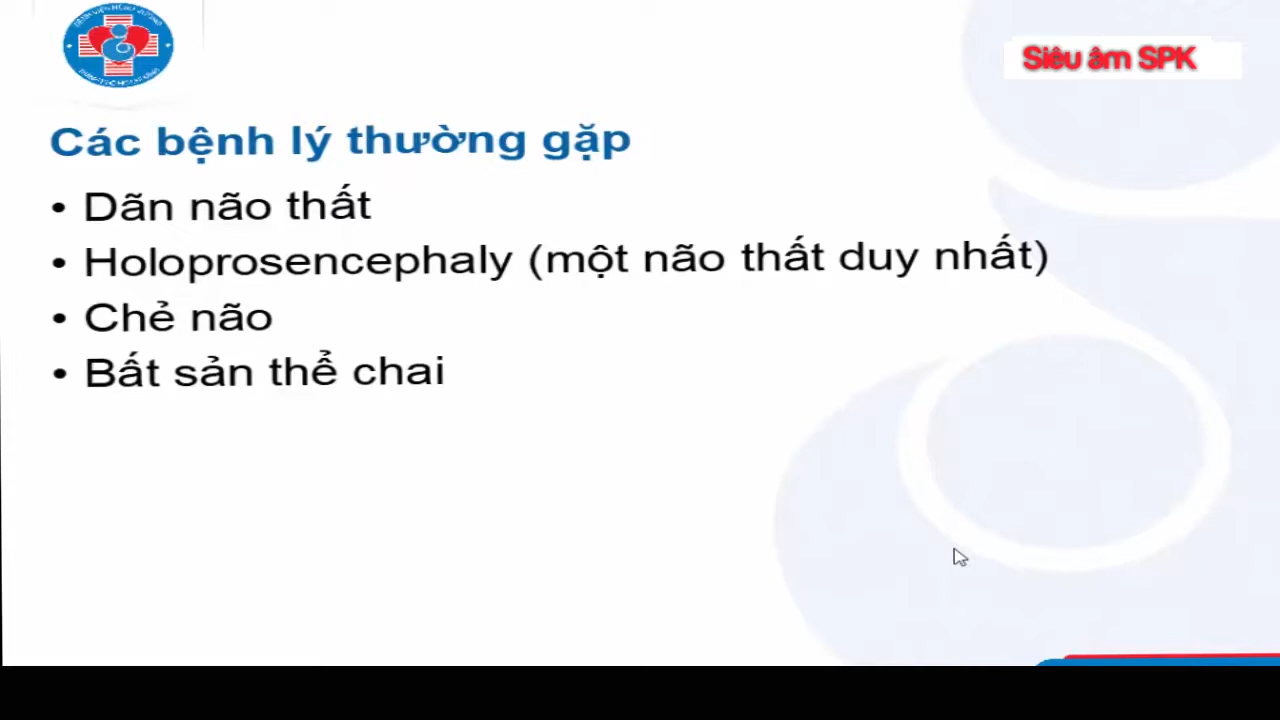 Siêu âm SPK
Các bệnh lý thường gặp
• Dãn não thất
• Holoprosencephaly (một não thất duy nhất)
• Chẻ não
• Bất sản thể chai